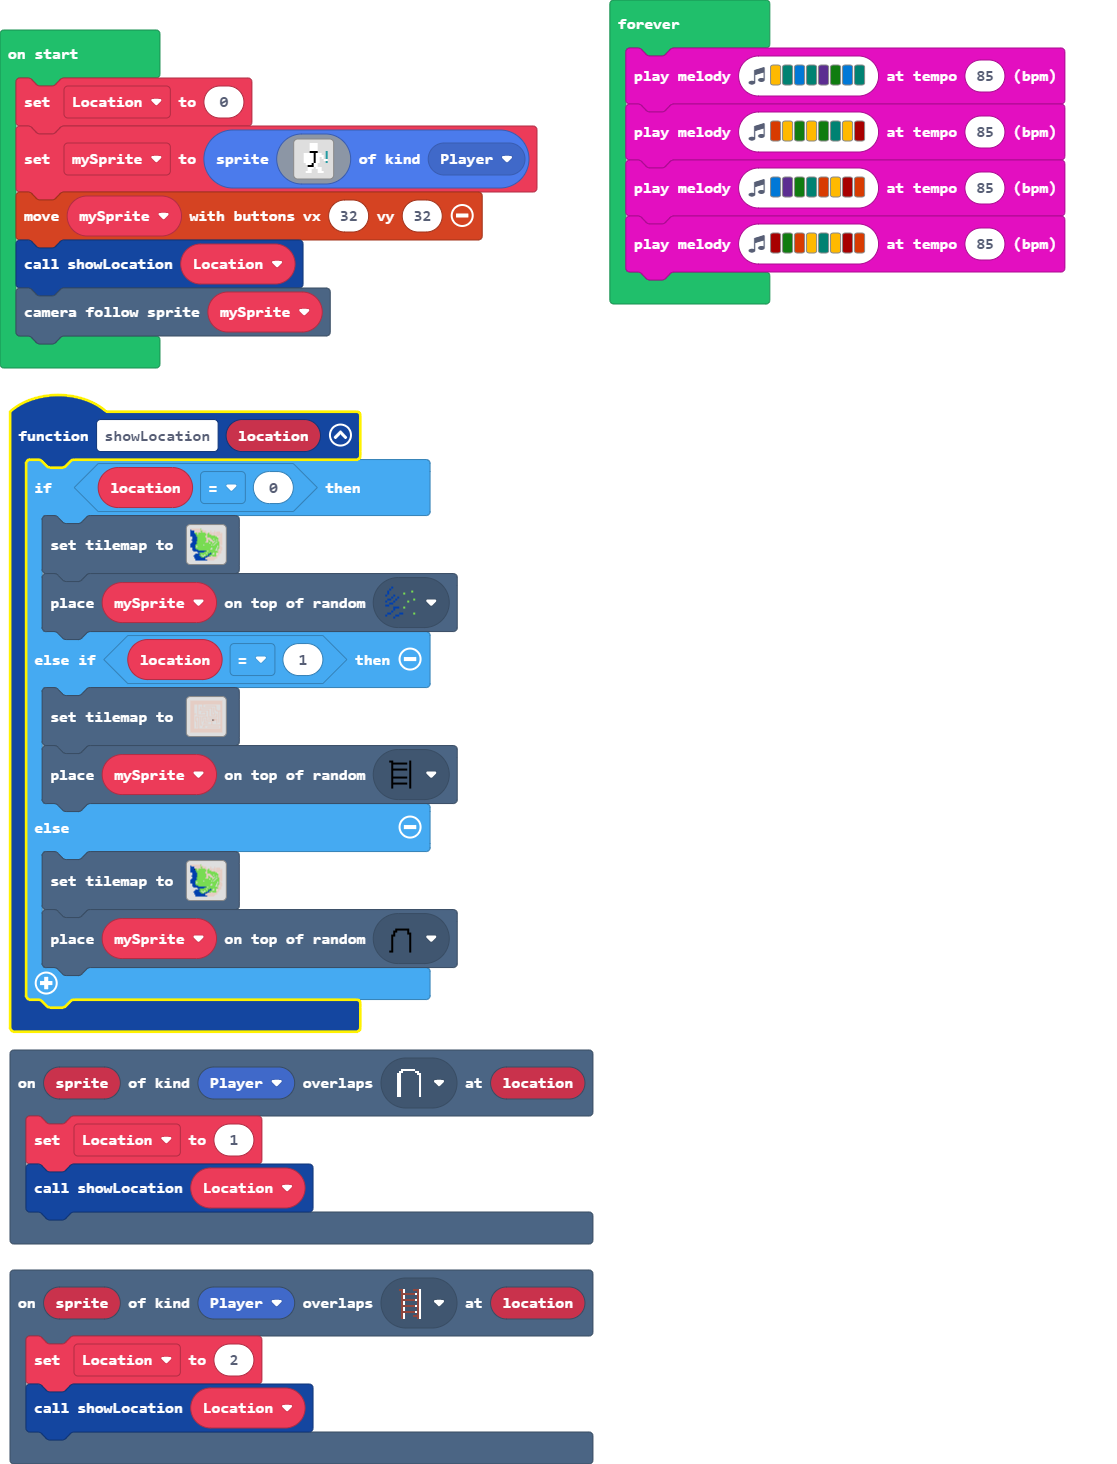 on start
set Location to 0
set mySprite to sprite J! of kind Player
move mySprite with buttons vx 32 vy 32
call showLocation Location
camera follow sprite mySprite
forever
play melody at tempo 85 (bpm)
play melody at tempo 85 (bpm)
play melody at tempo 85 (bpm)
play melody at tempo 85 (bpm)
function showLocation location
if location = 0 then
set tilemap to
place mySprite on top of random
else if location = 1 then
set tilemap to
place mySprite on top of random
else
set tilemap to
place mySprite on top of random
on sprite of kind Player overlaps at location
set Location to 1
call showLocation Location
on sprite of kind Player overlaps at location
set Location to 2
call showLocation Location